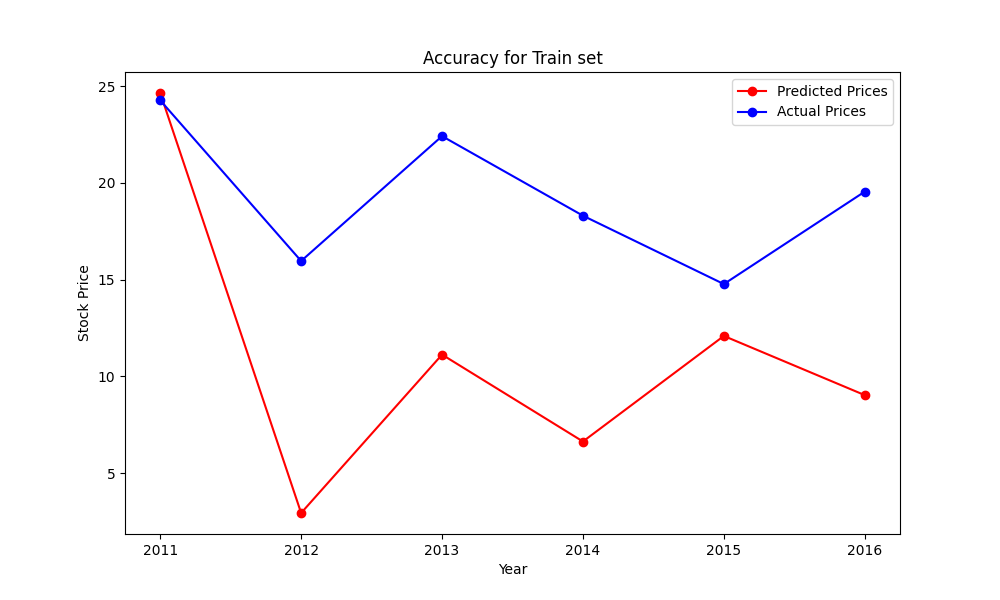 Accuracy for Train set
Predicted Prices
Actual Prices
25
20
15
10
5
Stock Price
2011 2012 2013 2014 2015 2016
Year